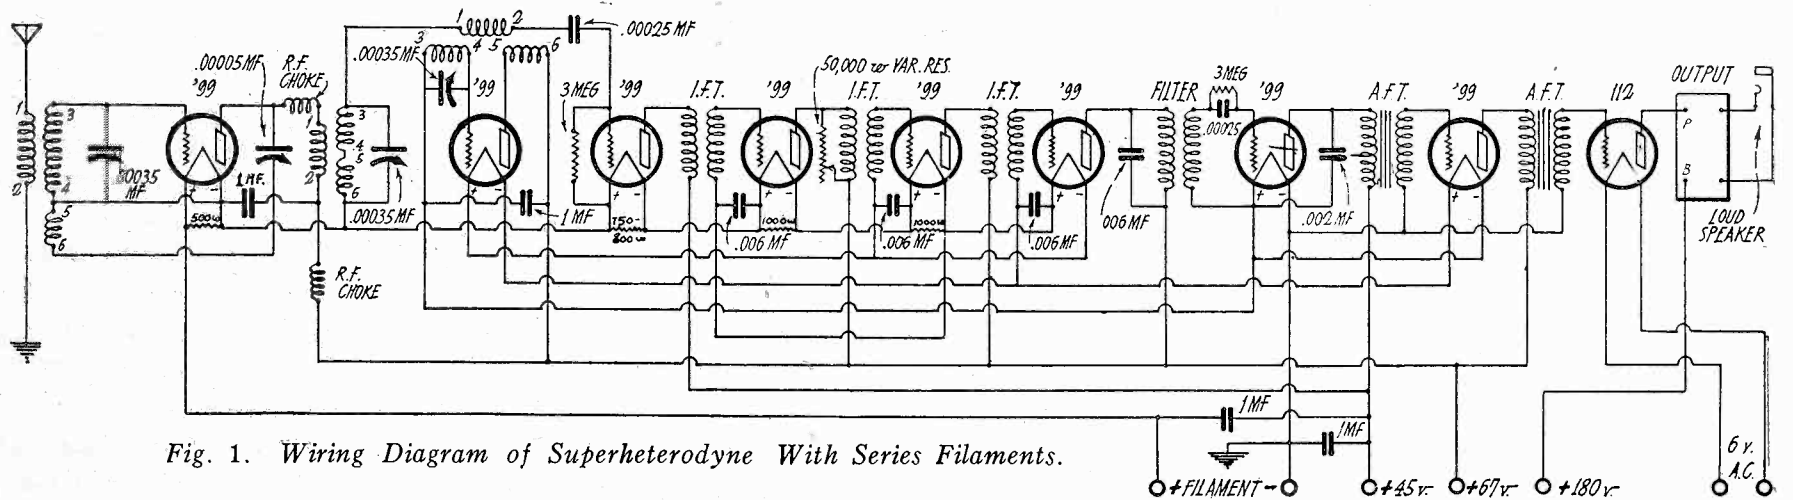 1 2
.00025 MF
3 4 5 6
.00035 MF
.00005 MF
R.F. CHOKE
'99
'99
3 MEG
'99
I.F.T.
'99
50,000 ω VAR. RES.
I.F.T.
'99
I.F.T.
'99
FILTER
3 MEG
.00025
'99
A.F.T.
'99
A.F.T.
112
OUTPUT
P
B
LOUD SPEAKER
1
2
3
4
5
6
.00035 MF
+ -
500ω
1 MF.
1
2
3
4
5
6
.00035 MF
R.F. CHOKE
1 MF
750-800 ω
+ -
.006 MF
1000ω
+ -
.006 MF
1000ω
+ -
.006 MF
+ -
.006 MF
.002 MF
+ -
1 MF
1 MF
Fig. 1. Wiring Diagram of Superheterodyne With Series Filaments.
+ FILAMENT -
+45 v.
+67 v.
+180 v.
6 v. A.C.